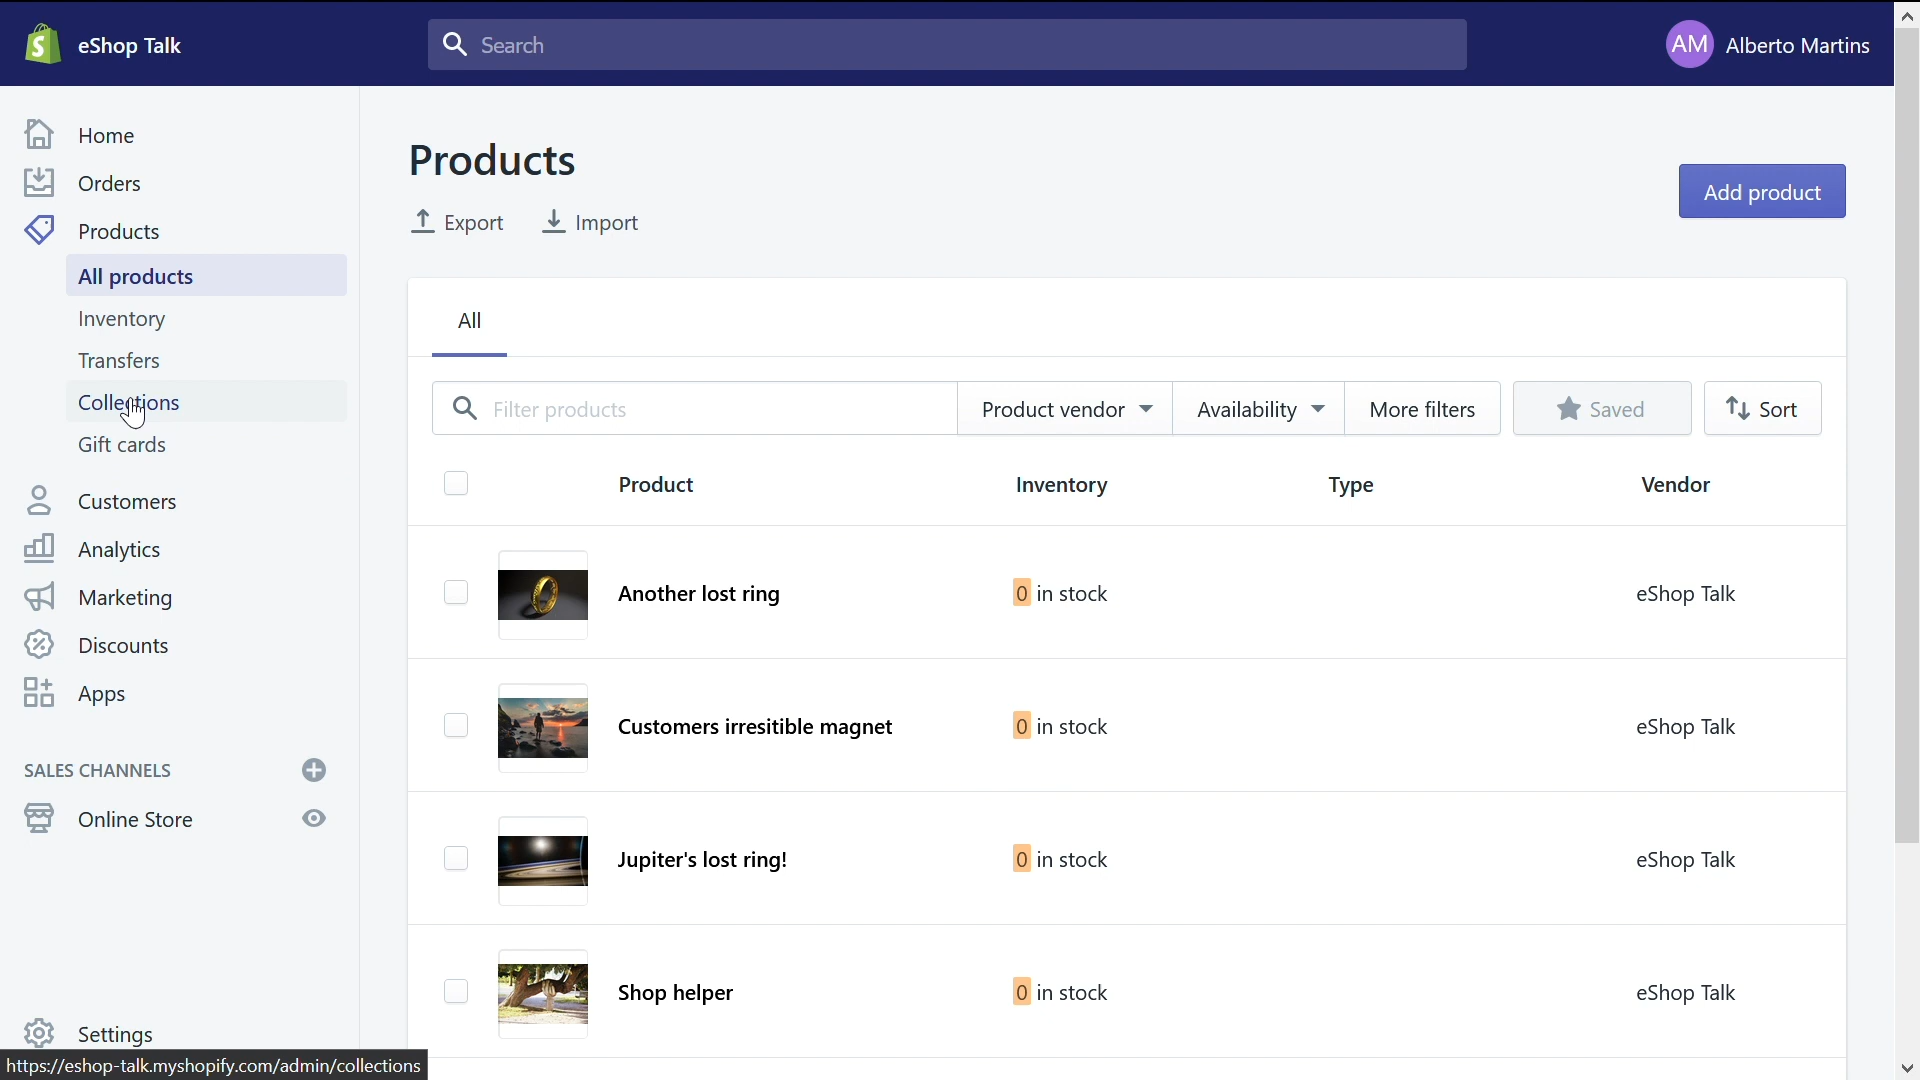 eShop Talk
Search
AM Alberto Martins
Home
Orders
Products
All products
Inventory
Transfers
Collections
Gift cards
Customers
Analytics
Marketing
Discounts
Apps
SALES CHANNELS
Online Store
Settings
https://eshop-talk.myshopify.com/admin/collections
Products
Export Import
Add product
All
Filter products Product vendor Availability More filters Saved Sort
Product Inventory Type Vendor
Another lost ring 0 in stock eShop Talk
Customers irresitible magnet 0 in stock eShop Talk
Jupiter's lost ring! 0 in stock eShop Talk
Shop helper 0 in stock eShop Talk